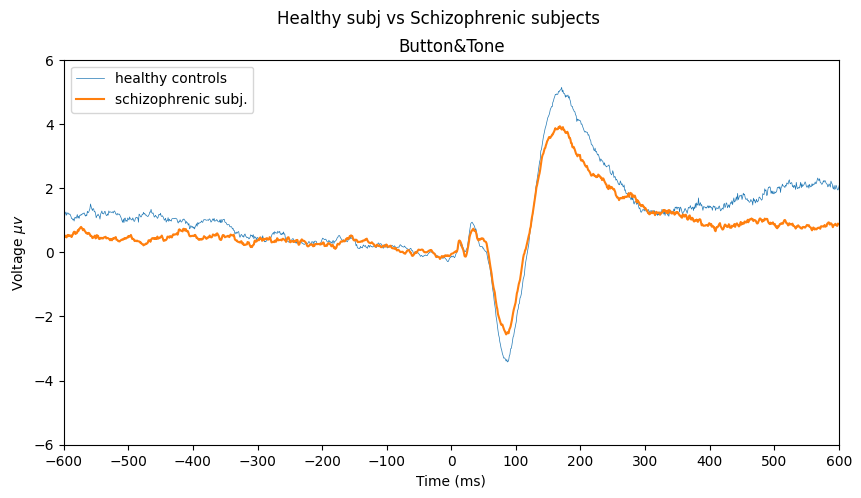 Healthy subj vs Schizophrenic subjects
Button&Tone
healthy controls
schizophrenic subj.
Voltage μv
6
4
2
0
−2
−4
−6
−600 −500 −400 −300 −200 −100 0 100 200 300 400 500 600
Time (ms)